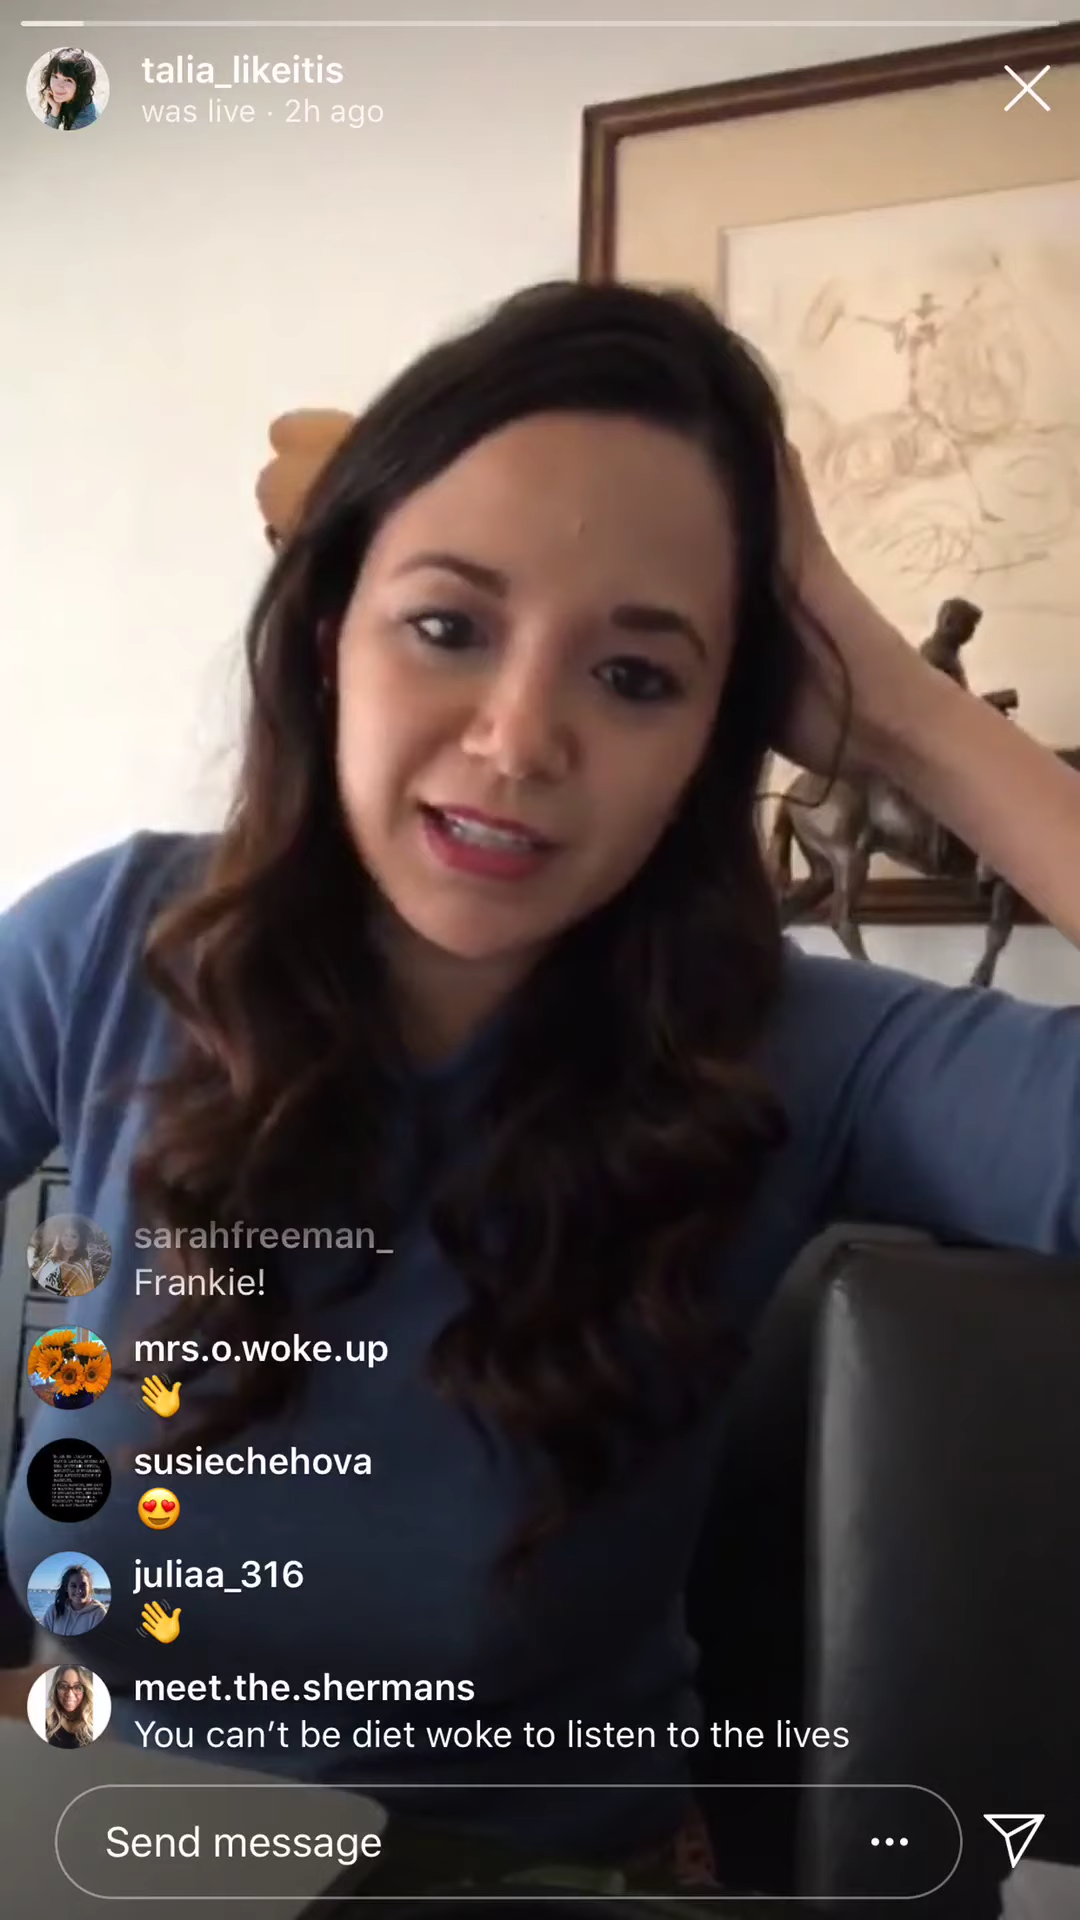 talia_likeitis
was live · 2h ago
sarahfreeman_
Frankie!
mrs.o.woke.up
👋
susiechehova
😍
juliaa_316
👋
meet.the.shermans
You can’t be diet woke to listen to the lives
Send message